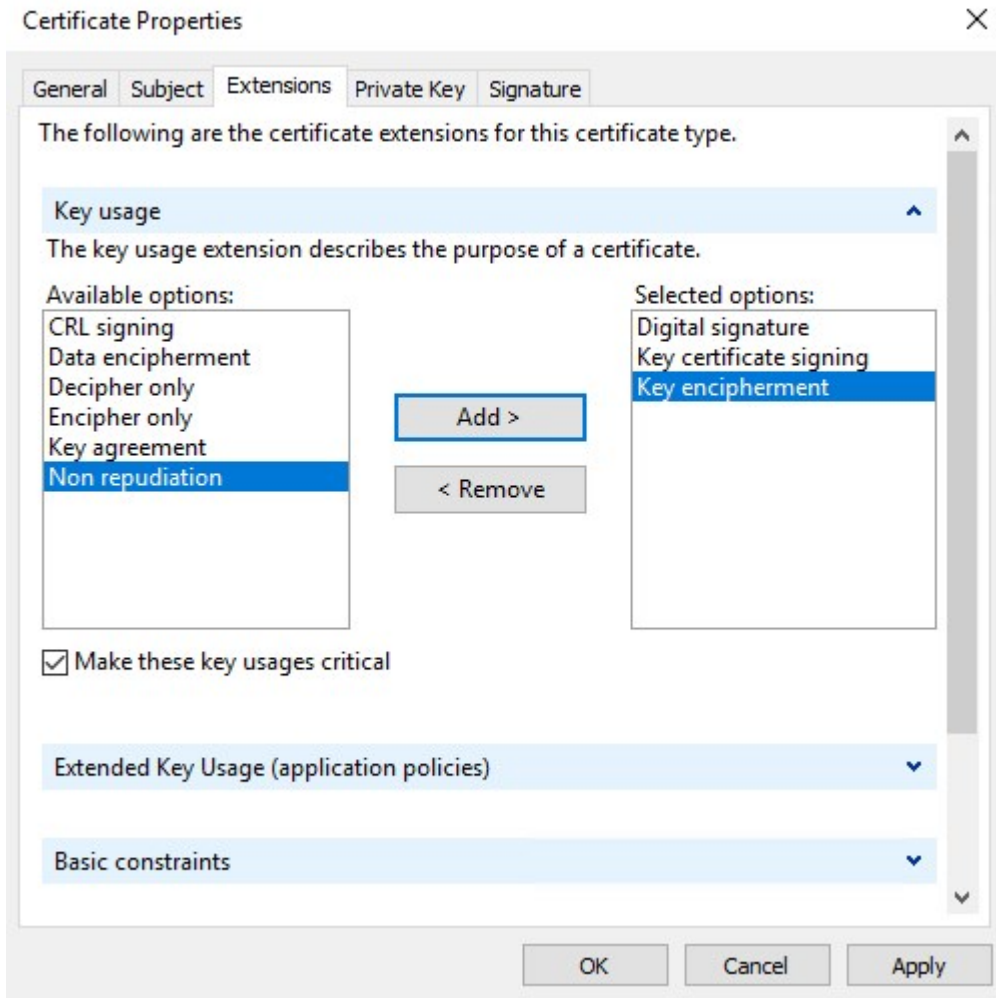 Certificate Properties
General Subject Extensions Private Key Signature
The following are the certificate extensions for this certificate type.
Key usage
The key usage extension describes the purpose of a certificate.
Available options:
CRL signing
Data encipherment
Decipher only
Encipher only
Key agreement
Non repudiation
Add >
< Remove
Selected options:
Digital signature
Key certificate signing
Key encipherment
Make these key usages critical
Extended Key Usage (application policies)
Basic constraints
OK Cancel Apply